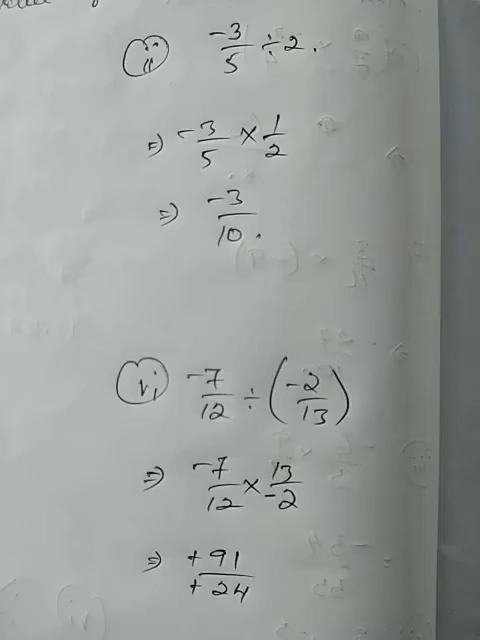 (ii) -3/5 ÷ 2.
⇒ -3/5 × 1/2
⇒ -3/10.
(vi) -7/12 ÷ (-2/13)
⇒ -7/12 × 13/-2
⇒ +91/+24